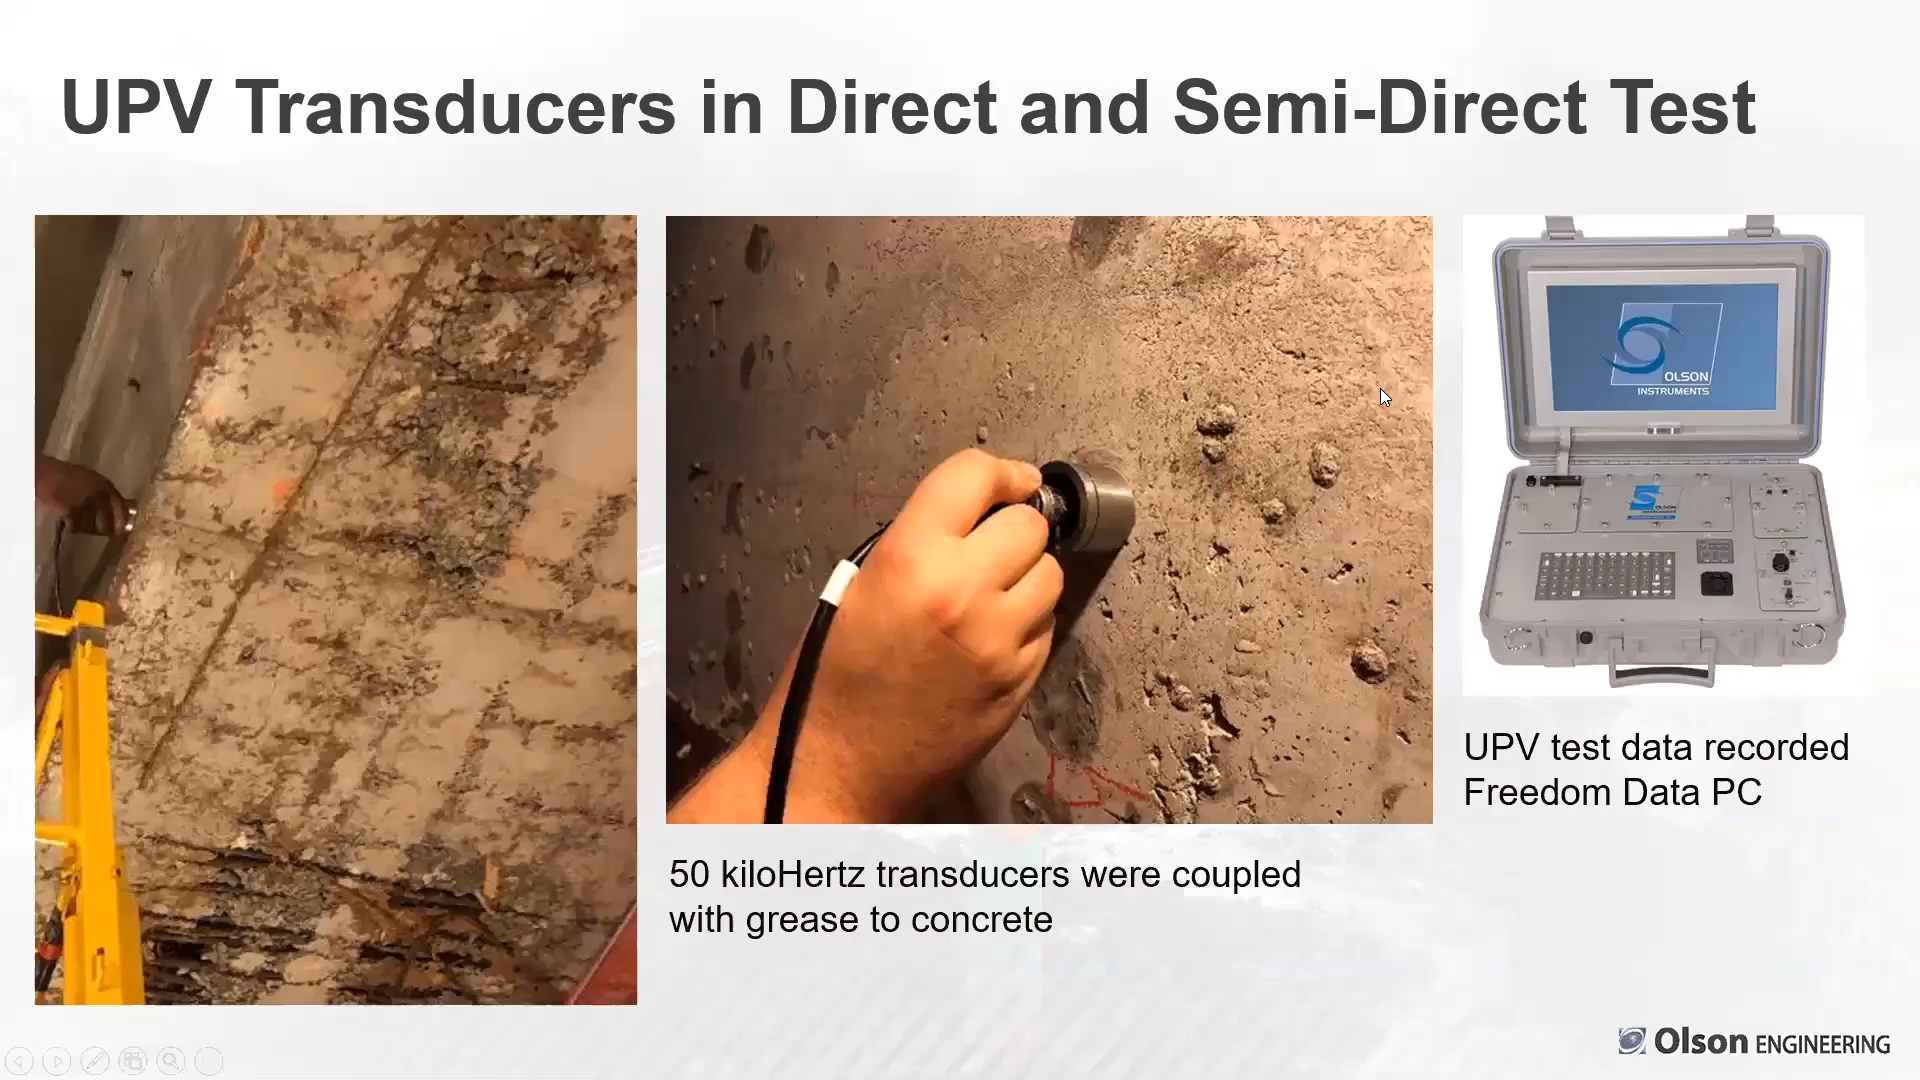 UPV Transducers in Direct and Semi-Direct Test
OLSON
INSTRUMENTS
OLSON
UPV test data recorded
Freedom Data PC
50 kiloHertz transducers were coupled
with grease to concrete
Olson ENGINEERING